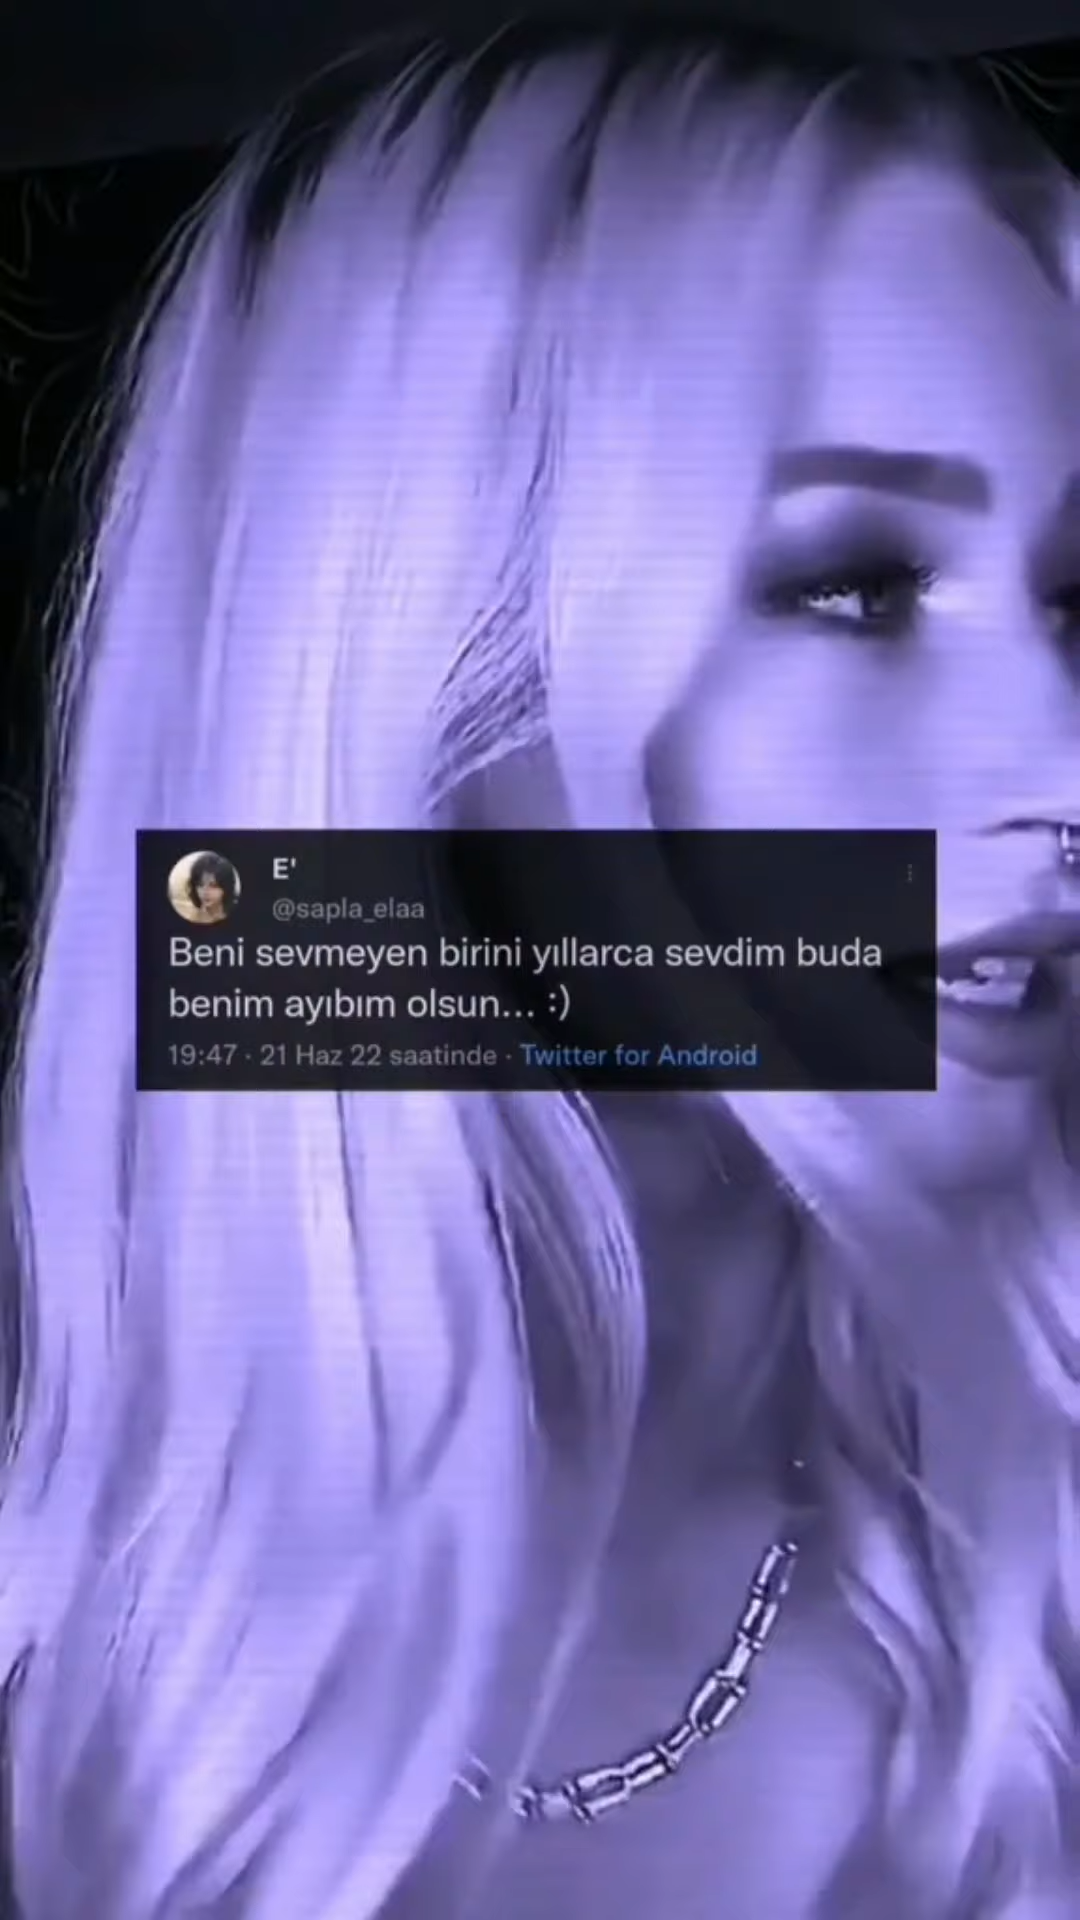 E'
@sapla_elaa
Beni sevmeyen birini yıllarca sevdim buda
benim ayıbım olsun... :)
19:47 · 21 Haz 22 saatinde · Twitter for Android